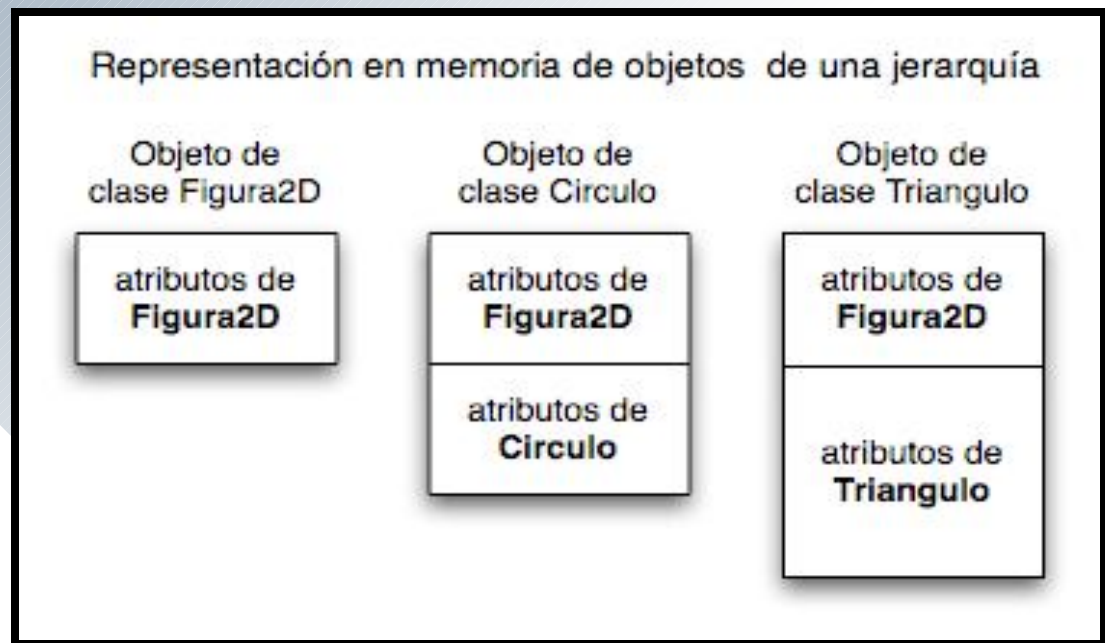 Representación en memoria de objetos de una jerarquía
Objeto de
clase Figura2D
atributos de
Figura2D
Objeto de
clase Circulo
atributos de
Figura2D
atributos de
Circulo
Objeto de
clase Triangulo
atributos de
Figura2D
atributos de
Triangulo